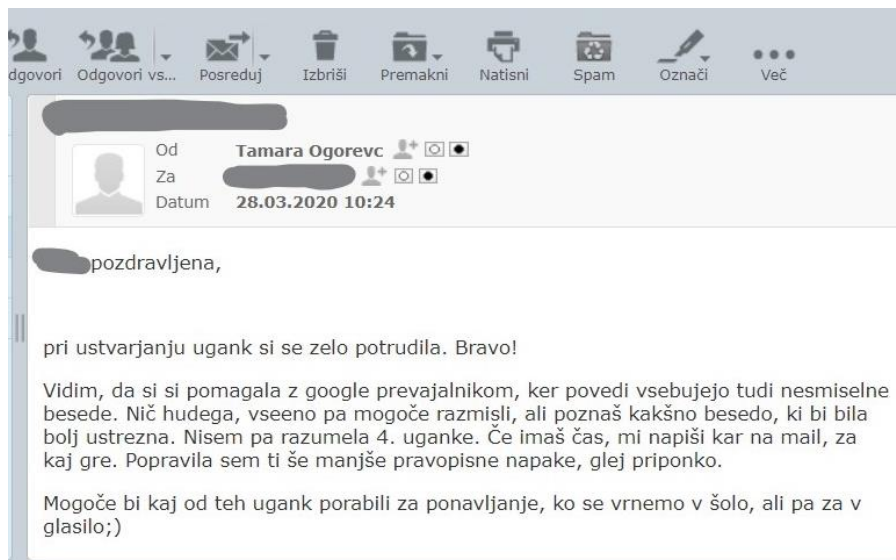 dgovori Odgovori vs... Posreduj Izbriši Premakni Natisni Spam Označi Več
Od Tamara Ogorevc
Za
Datum 28.03.2020 10:24
pozdravljena,
pri ustvarjanju ugank si se zelo potrudila. Bravo!
Vidim, da si si pomagala z google prevajalnikom, ker povedi vsebujejo tudi nesmiselne
besede. Nič hudega, vseeno pa mogoče razmisli, ali poznaš kakšno besedo, ki bi bila
bolj ustrezna. Nisem pa razumela 4. uganke. Če imaš čas, mi napiši kar na mail, za
kaj gre. Popravila sem ti še manjše pravopisne napake, glej priponko.
Mogoče bi kaj od teh ugank porabili za ponavljanje, ko se vrnemo v šolo, ali pa za v
glasilo;)